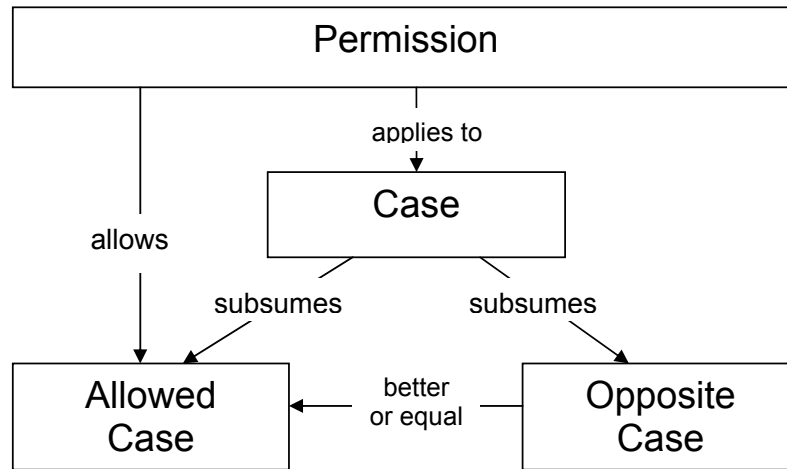 Permission
applies to
Case
allows
subsumes
subsumes
Allowed
Case
better
or equal
Opposite
Case